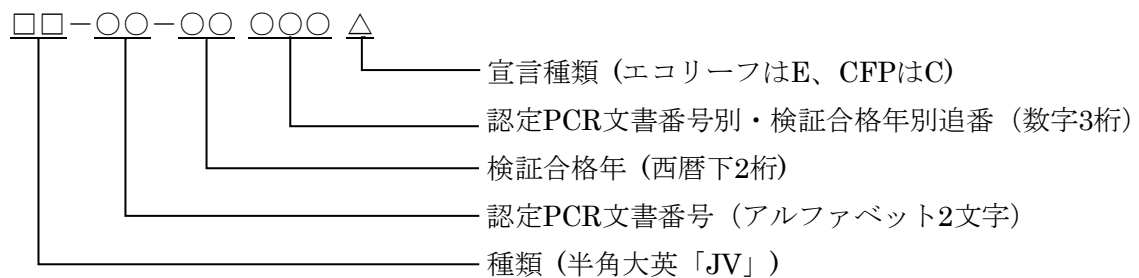 □□－○○－○○ ○○○ △
宣言種類 (エコリーフはE、CFPはC)
認定PCR文書番号別・検証合格年別追番（数字3桁）
検証合格年 (西暦下2桁)
認定PCR文書番号（アルファベット2文字）
種類 (半角大英「JV」)